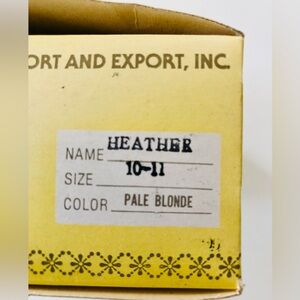 ORT AND EXPORT, INC.
NAME HEATHER
SIZE 10-11
COLOR PALE BLONDE